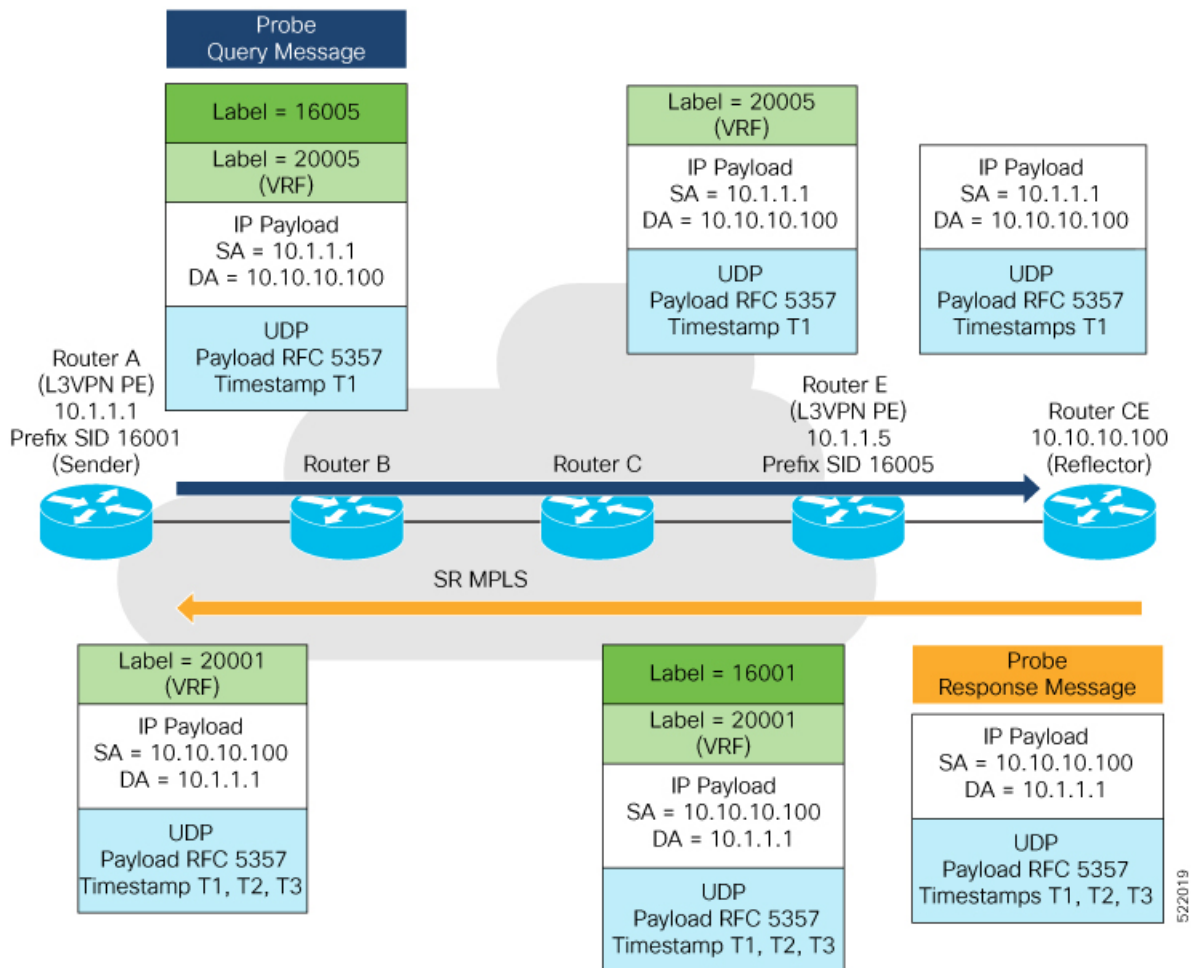 Probe
Query Message
Label = 16005
Label = 20005
(VRF)
IP Payload
SA = 10.1.1.1
DA = 10.10.10.100
UDP
Payload RFC 5357
Timestamp T1
Label = 20005
(VRF)
IP Payload
SA = 10.1.1.1
DA = 10.10.10.100
UDP
Payload RFC 5357
Timestamp T1
IP Payload
SA = 10.1.1.1
DA = 10.10.10.100
UDP
Payload RFC 5357
Timestamps T1
Router A
(L3VPN PE)
10.1.1.1
Prefix SID 16001
(Sender)
Router B
Router C
Router E
(L3VPN PE)
10.1.1.5
Prefix SID 16005
Router CE
10.10.10.100
(Reflector)
SR MPLS
Label = 20001
(VRF)
IP Payload
SA = 10.10.10.100
DA = 10.1.1.1
UDP
Payload RFC 5357
Timestamp T1, T2, T3
Label = 16001
Label = 20001
(VRF)
IP Payload
SA = 10.10.10.100
DA = 10.1.1.1
UDP
Payload RFC 5357
Timestamp T1, T2, T3
Probe
Response Message
IP Payload
SA = 10.10.10.100
DA = 10.1.1.1
UDP
Payload RFC 5357
Timestamps T1, T2, T3
522019